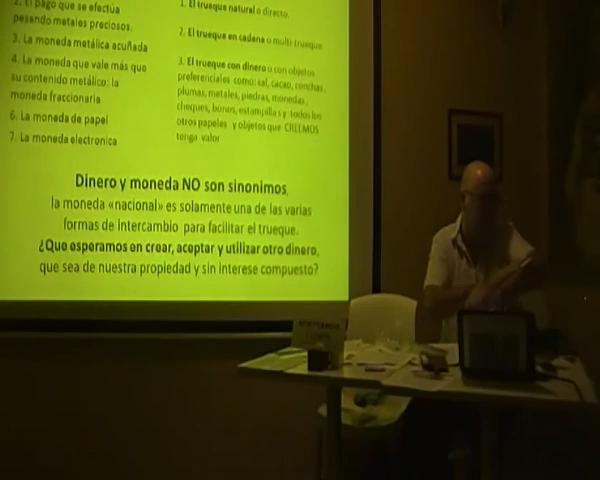 2. El pago que se efectúa
pesando metales preciosos.
3. La moneda metálica acuñada
4. La moneda que vale más que
su contenido metálico: la
moneda fraccionaria
6. La moneda de papel
7. La moneda electronica
1. El trueque natural o directo.
2. El trueque en cadena o multi-trueque
3. El trueque con dinero u con objetos
preferenciales como: sal, cacao, conchas,
plumas, metales, piedras, monedas,
cheques, bonos, estampillas y todos los
otros papeles y objetos que CREEMOS
tenga valor
Dinero y moneda NO son sinonimos,
la moneda «nacional» es solamente una de las varias
formas de intercambio para facilitar el trueque.
¿Que esperamos en crear, aceptar y utilizar otro dinero,
que sea de nuestra propiedad y sin interese compuesto?